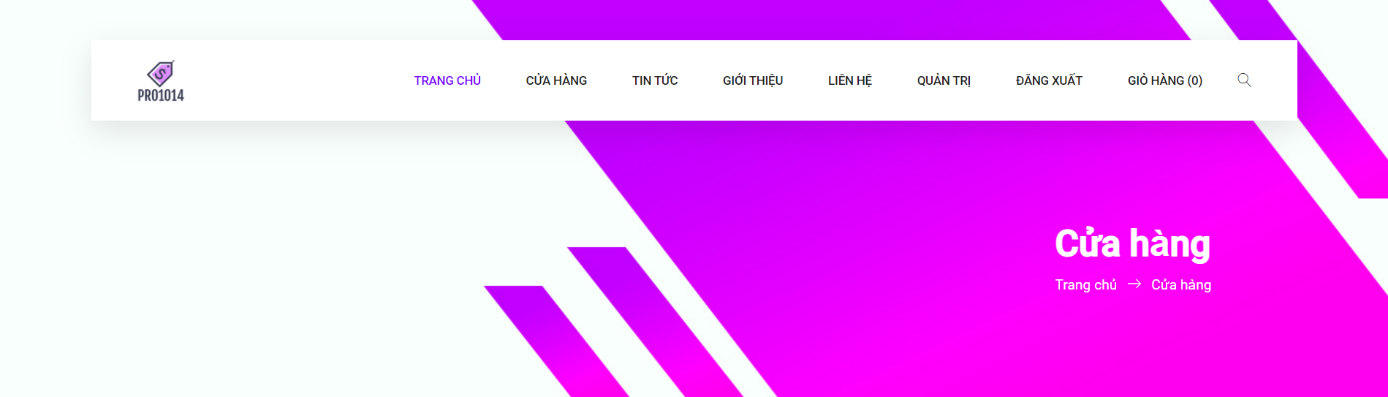 PRO1014
TRANG CHỦ CỬA HÀNG TIN TỨC GIỚI THIỆU LIÊN HỆ QUẢN TRỊ ĐĂNG XUẤT GIỎ HÀNG (0)
Cửa hàng
Trang chủ → Cửa hàng